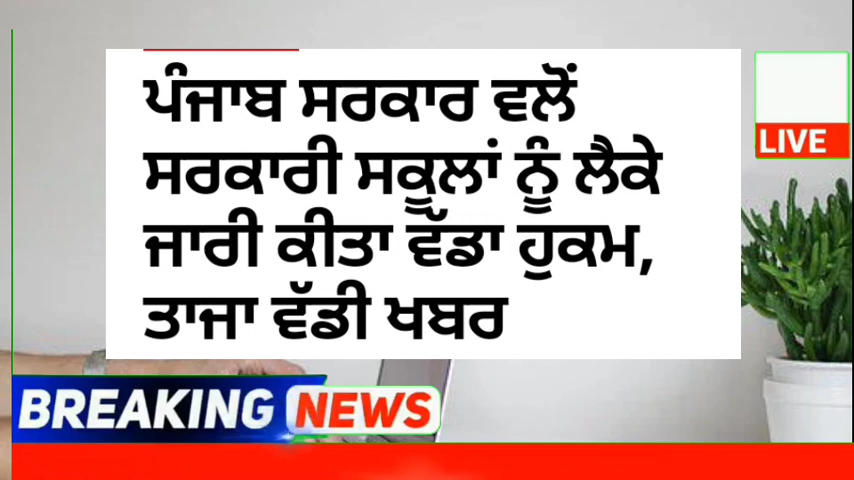 ਪੰਜਾਬ ਸਰਕਾਰ ਵਲੋਂ
ਸਰਕਾਰੀ ਸਕੂਲਾਂ ਨੂੰ ਲੈਕੇ
ਜਾਰੀ ਕੀਤਾ ਵੱਡਾ ਹੁਕਮ,
ਤਾਜਾ ਵੱਡੀ ਖਬਰ
LIVE
BREAKING NEWS